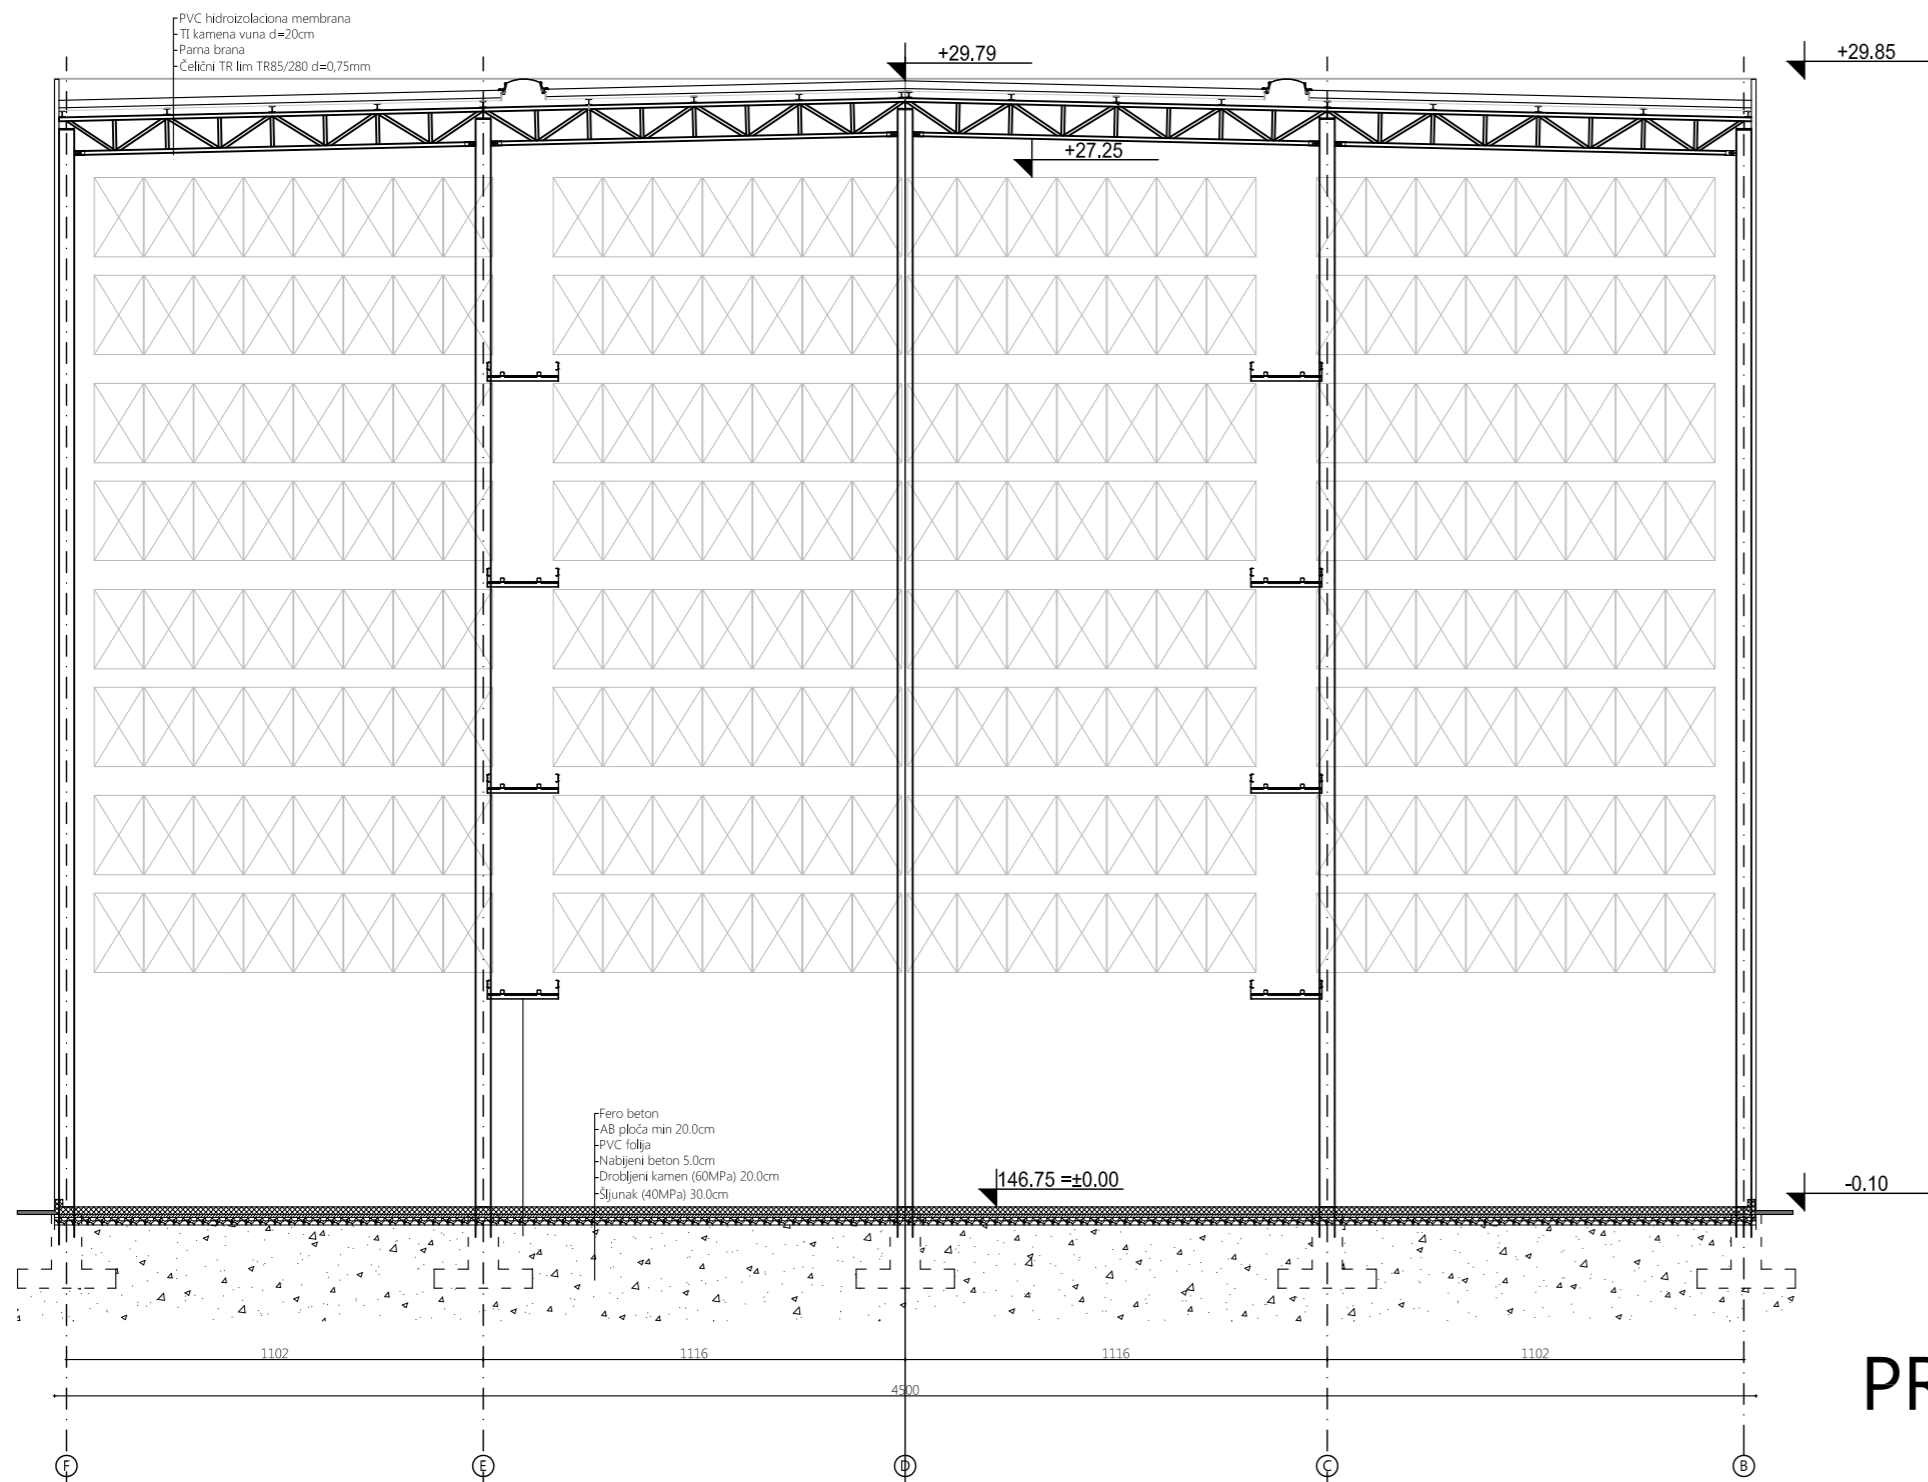 PVC hidroizolaciona membrana
TI kamena vuna d=20cm
Parna brana
Čelični TR lim TR85/280 d=0,75mm
+29.79
+29.85
+27.25
Fero beton
AB ploča min 20.0cm
PVC folija
Nabijeni beton 5.0cm
Drobljeni kamen (60MPa) 20.0cm
Šljunak (40MPa) 30.0cm
146.75 =±0.00
-0.10
1102 1116 1116 1102
4500
PR
F E D C B